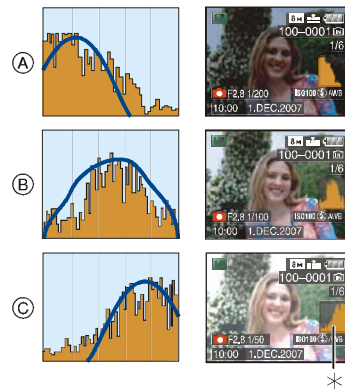 A
8M
100–0001
1/6
F2.8 1/200
ISO100 AWB
10:00 1.DEC.2007
B
8M
100–0001
1/6
F2.8 1/100
ISO100 AWB
10:00 1.DEC.2007
C
8M
100–0001
1/6
F2.8 1/50
ISO100 AWB
10:00 1.DEC.2007
*